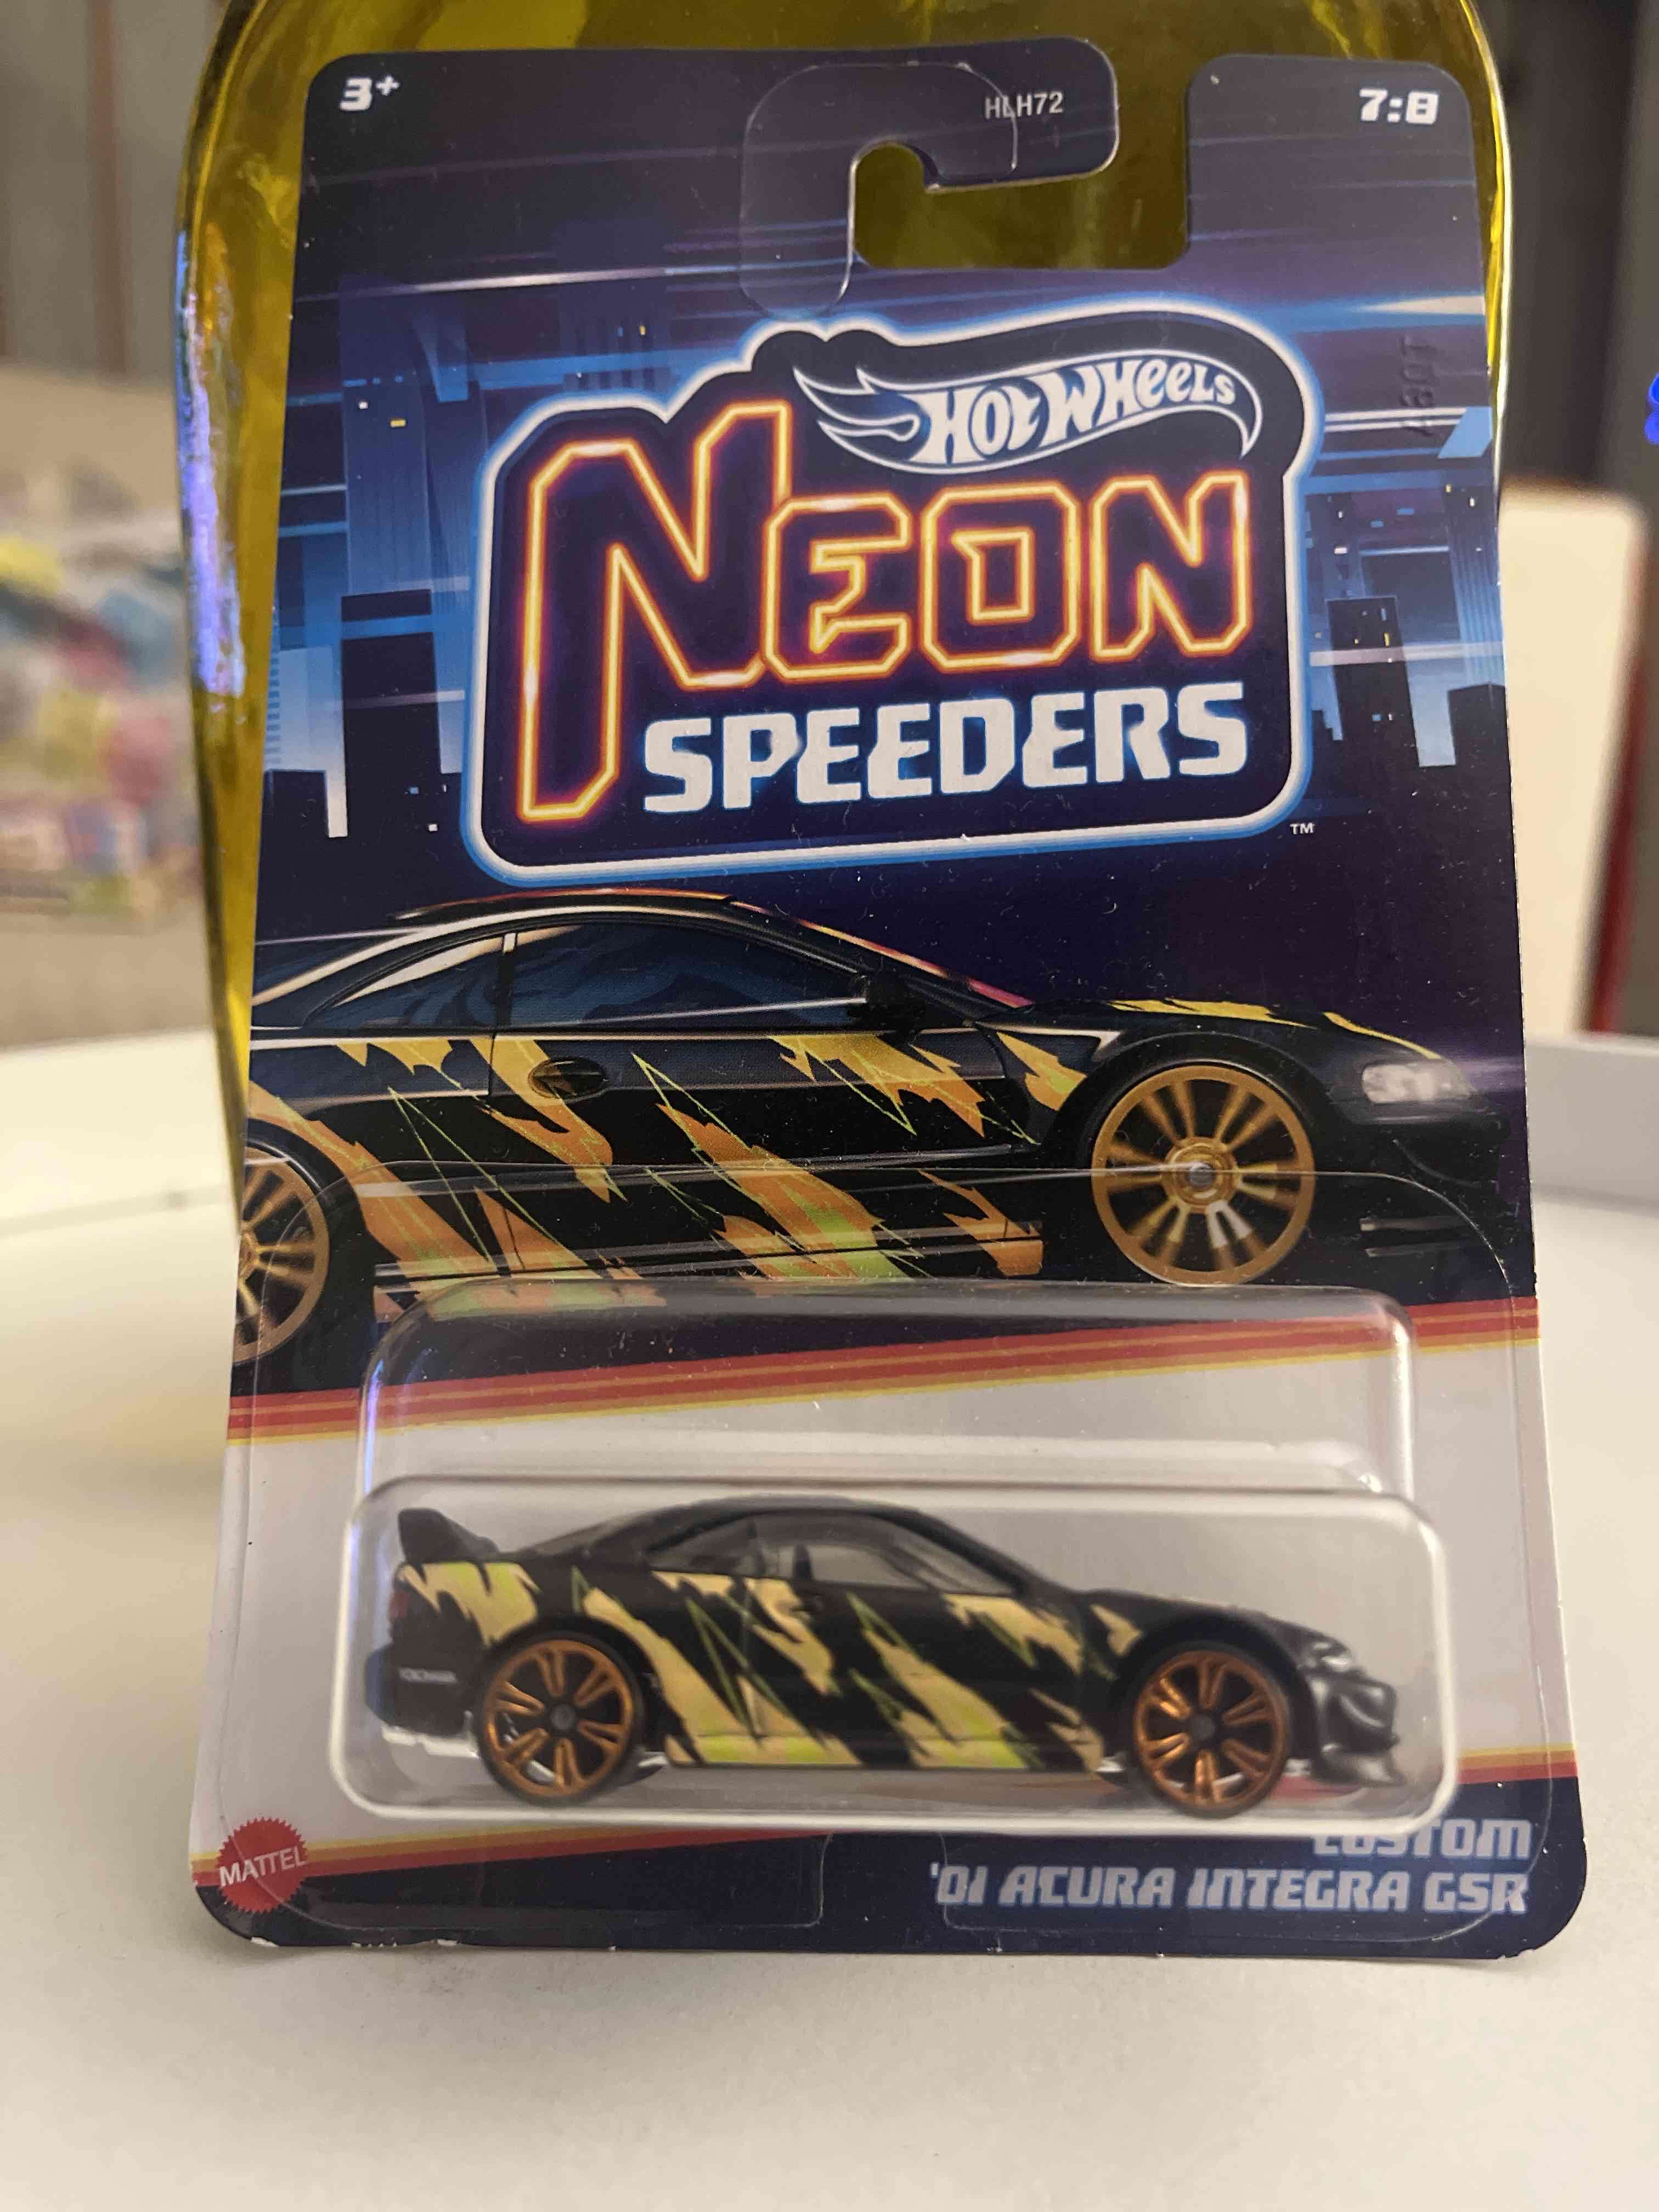 3+
HLH72
7:8
HOT WHEELS
NEON
SPEEDERS
TM
MATTEL
CUSTOM
'01 ACURA INTEGRA GSR